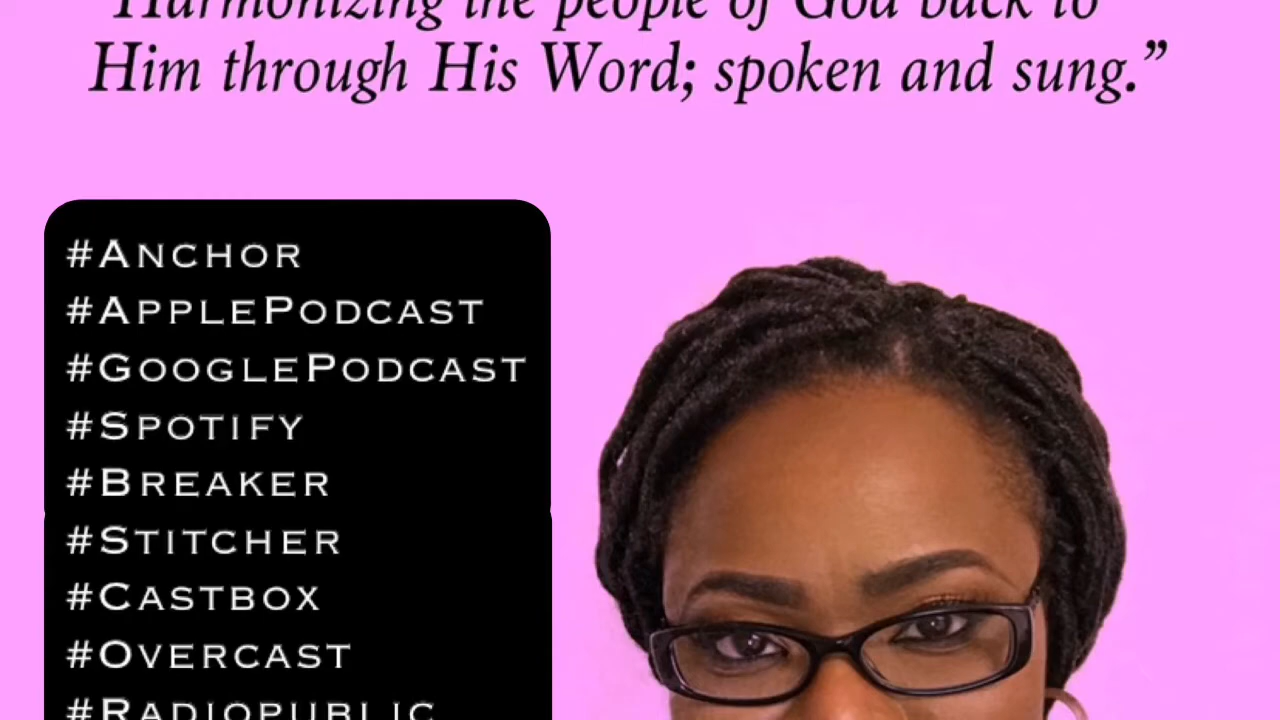 "Harmonizing the people of God back to
Him through His Word; spoken and sung.”
#Anchor
#ApplePodcast
#GooglePodcast
#Spotify
#Breaker
#Stitcher
#Castbox
#Overcast
#Radiopublic